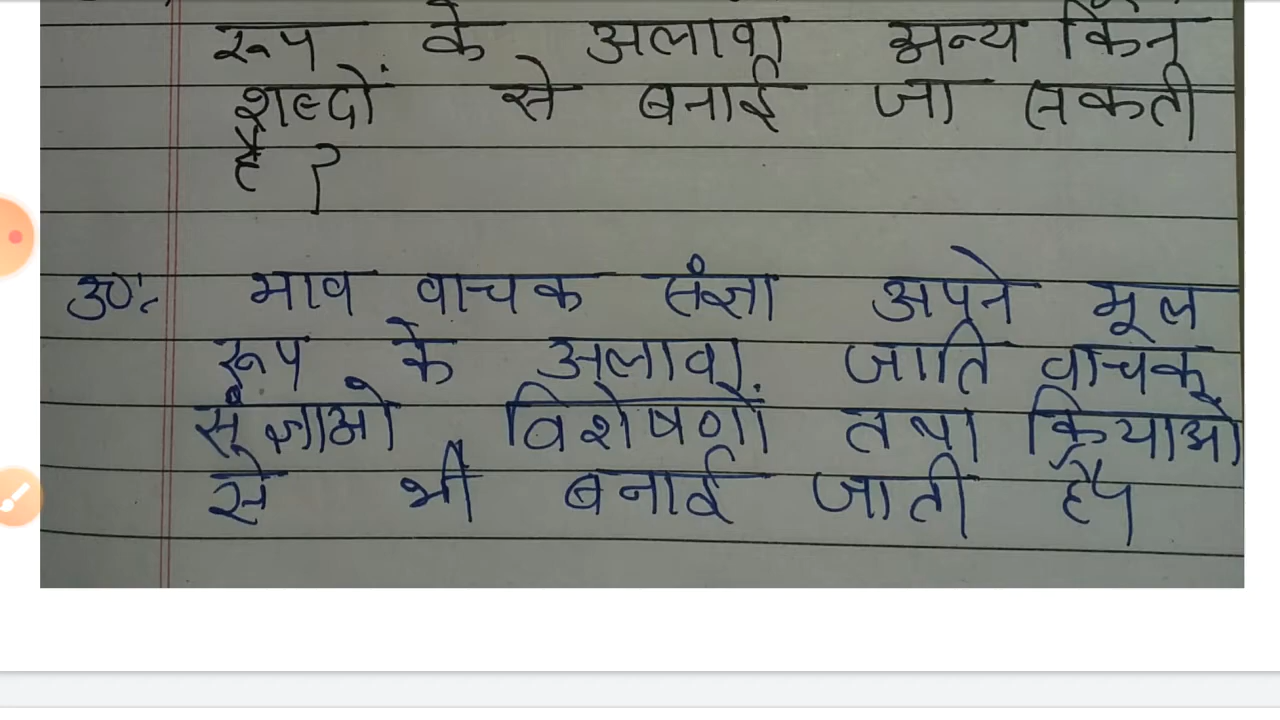 रूप के अलावा अन्य किन
शब्दों से बनाई जा सकती
है ?
उ०:- भाव वाचक संज्ञा अपने मूल
रूप के अलावा जाति वाचक
संज्ञाओं विशेषणों तथा क्रियाओ
से भी बनाई जाती है।